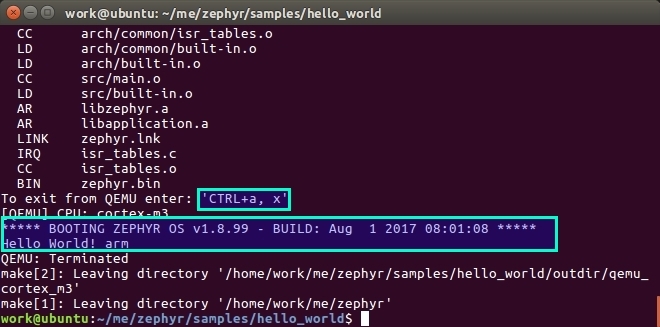 work@ubuntu: ~/me/zephyr/samples/hello_world
CC arch/common/isr_tables.o
LD arch/common/built-in.o
LD arch/built-in.o
CC src/main.o
LD src/built-in.o
AR libzephyr.a
AR libapplication.a
LINK zephyr.lnk
IRQ isr_tables.c
CC isr_tables.o
BIN zephyr.bin
To exit from QEMU enter: 'CTRL+a, x'
[QEMU] CPU: cortex-m3
***** BOOTING ZEPHYR OS v1.8.99 - BUILD: Aug  1 2017 08:01:08 *****
Hello World! arm
QEMU: Terminated
make[2]: Leaving directory '/home/work/me/zephyr/samples/hello_world/outdir/qemu_
cortex_m3'
make[1]: Leaving directory '/home/work/me/zephyr'
work@ubuntu:~/me/zephyr/samples/hello_world$